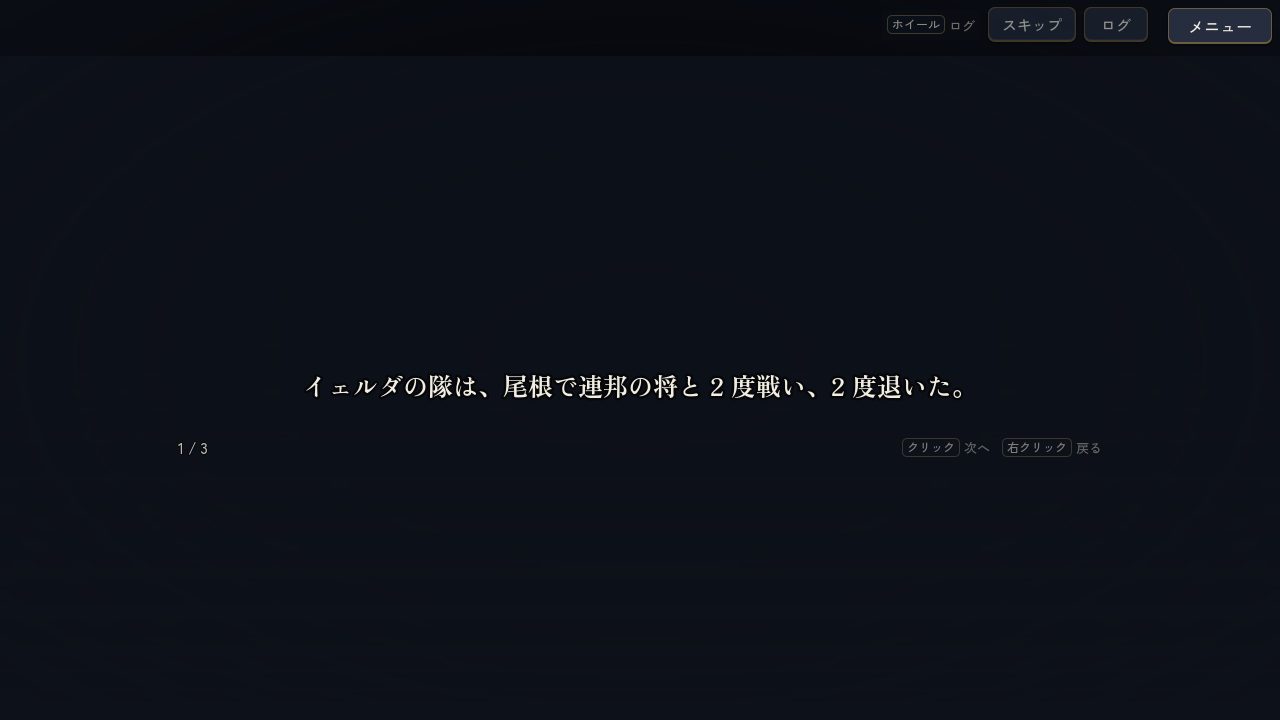 ホイール ログ スキップ ログ メニュー
イェルダの隊は、尾根で連邦の将と 2 度戦い、2 度退いた。
1 / 3 クリック 次へ 右クリック 戻る